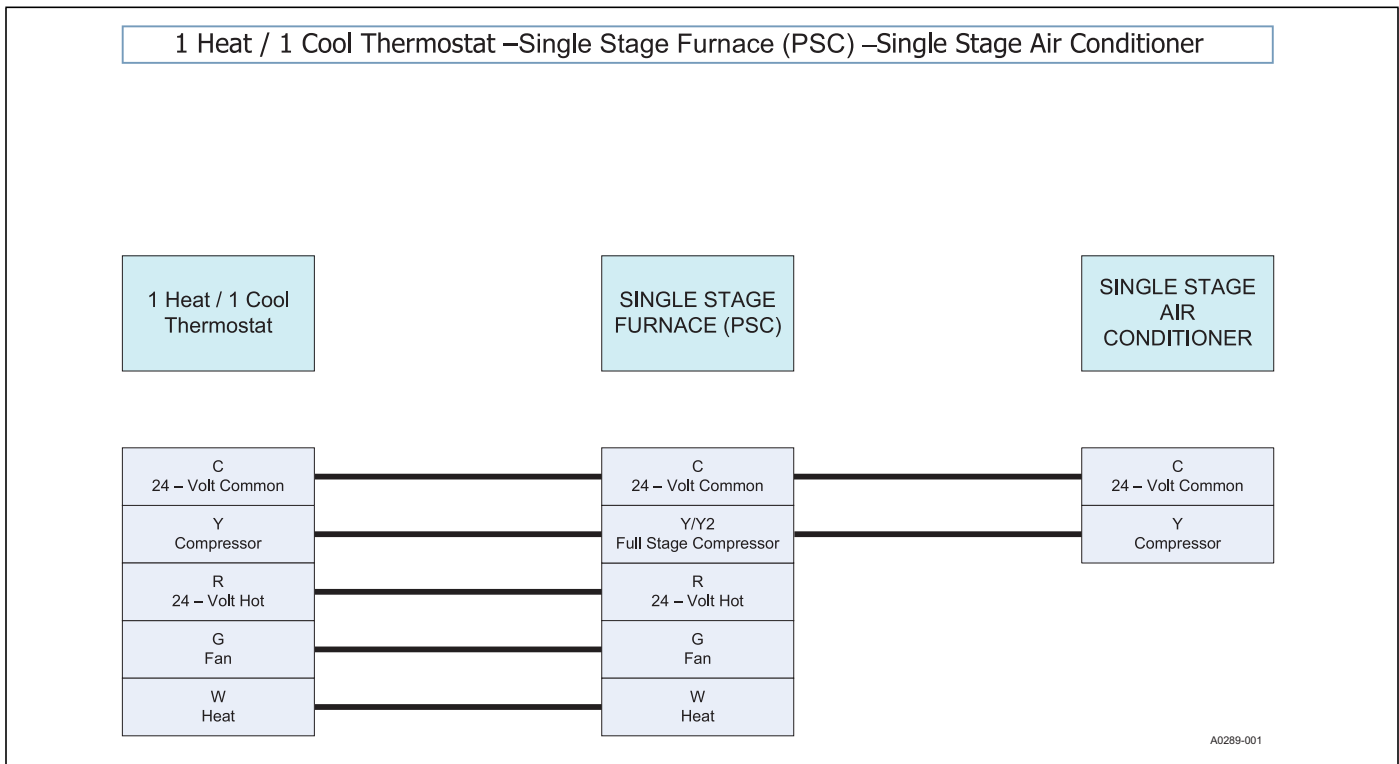 1 Heat / 1 Cool Thermostat –Single Stage Furnace (PSC) –Single Stage Air Conditioner
1 Heat / 1 Cool
Thermostat
SINGLE STAGE
FURNACE (PSC)
SINGLE STAGE
AIR
CONDITIONER
C
24 – Volt Common
Y
Compressor
R
24 – Volt Hot
G
Fan
W
Heat
C
24 – Volt Common
Y/Y2
Full Stage Compressor
R
24 – Volt Hot
G
Fan
W
Heat
C
24 – Volt Common
Y
Compressor
A0289-001